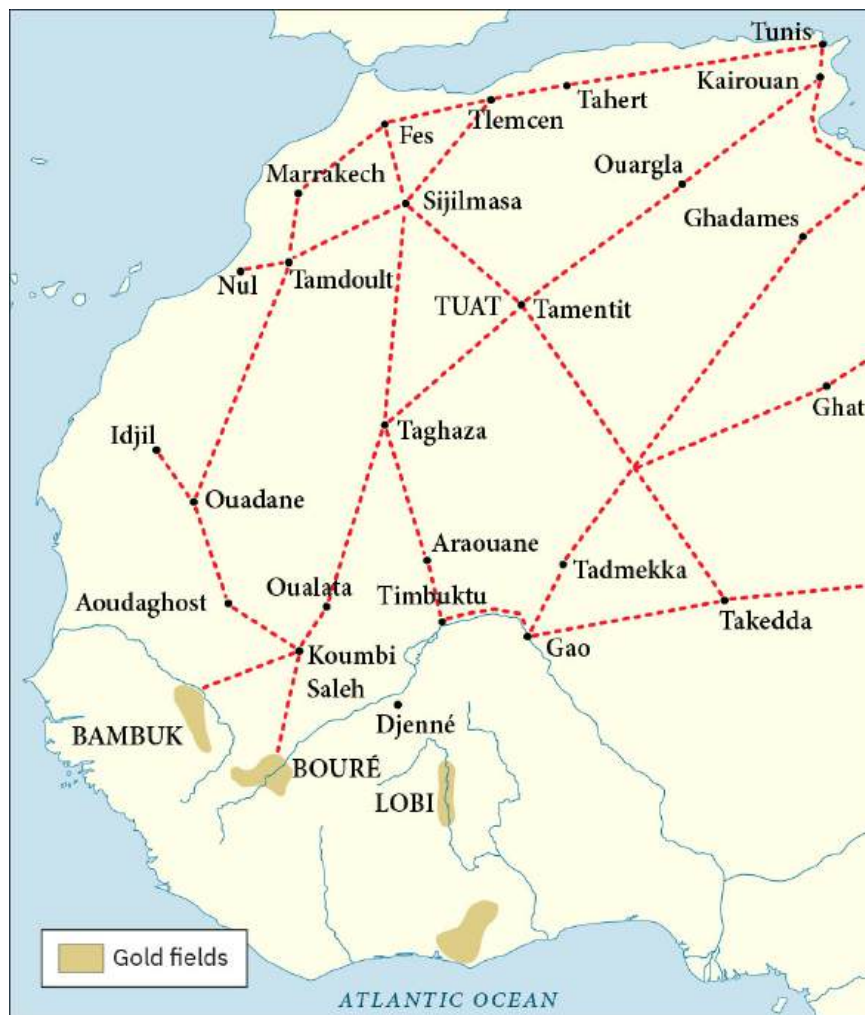 Tunis
Kairouan
Tahert
Tlemcen
Fes
Ouargla
Marrakech
Sijilmasa
Ghadames
Nul
Tamdoult
TUAT
Tamentit
Ghat
Taghaza
Idjil
Ouadane
Araouane
Tadmekka
Oualata
Timbuktu
Aoudaghost
Takedda
Gao
Koumbi
Saleh
Djenné
BAMBUK
BOURÉ
LOBI
Gold fields
ATLANTIC OCEAN